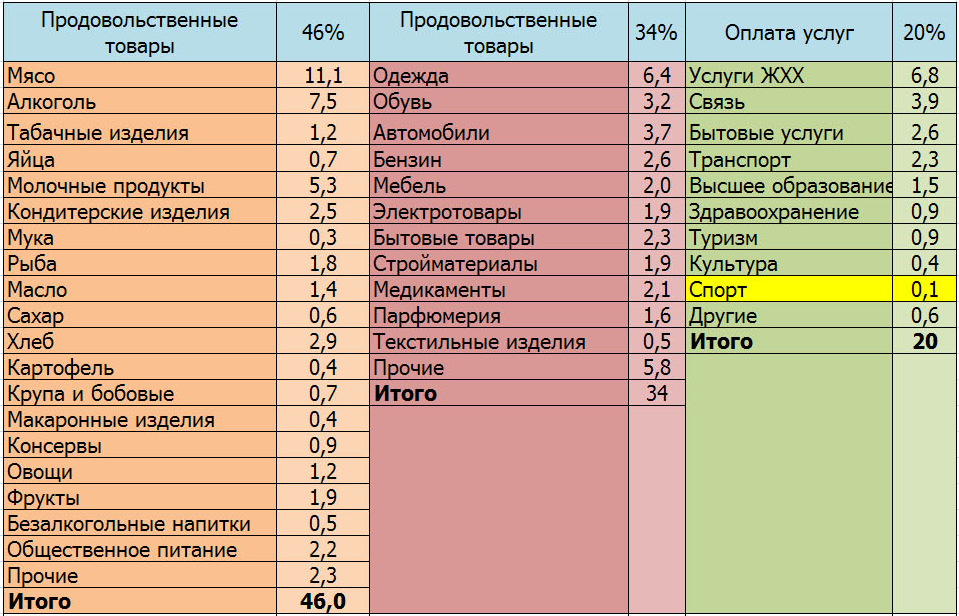 Продовольственные товары 46% Продовольственные товары 34% Оплата услуг 20%
Мясо 11,1 Одежда 6,4 Услуги ЖХХ 6,8
Алкоголь 7,5 Обувь 3,2 Связь 3,9
Табачные изделия 1,2 Автомобили 3,7 Бытовые услуги 2,6
Яйца 0,7 Бензин 2,6 Транспорт 2,3
Молочные продукты 5,3 Мебель 2,0 Высшее образование 1,5
Кондитерские изделия 2,5 Электротовары 1,9 Здравоохранение 0,9
Мука 0,3 Бытовые товары 2,3 Туризм 0,9
Рыба 1,8 Стройматериалы 1,9 Культура 0,4
Масло 1,4 Медикаменты 2,1 Спорт 0,1
Сахар 0,6 Парфюмерия 1,6 Другие 0,6
Хлеб 2,9 Текстильные изделия 0,5 Итого 20
Картофель 0,4 Прочие 5,8
Крупа и бобовые 0,7 Итого 34
Макаронные изделия 0,4
Консервы 0,9
Овощи 1,2
Фрукты 1,9
Безалкогольные напитки 0,5
Общественное питание 2,2
Прочие 2,3
Итого 46,0